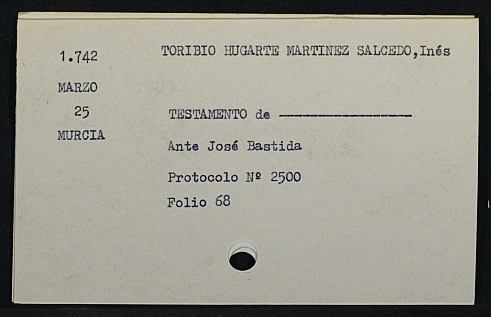 1.742
TORIBIO HUGARTE MARTINEZ SALCEDO,Inés
MARZO
25
MURCIA
TESTAMENTO de --------------------
Ante José Bastida
Protocolo Nº 2500
Folio 68